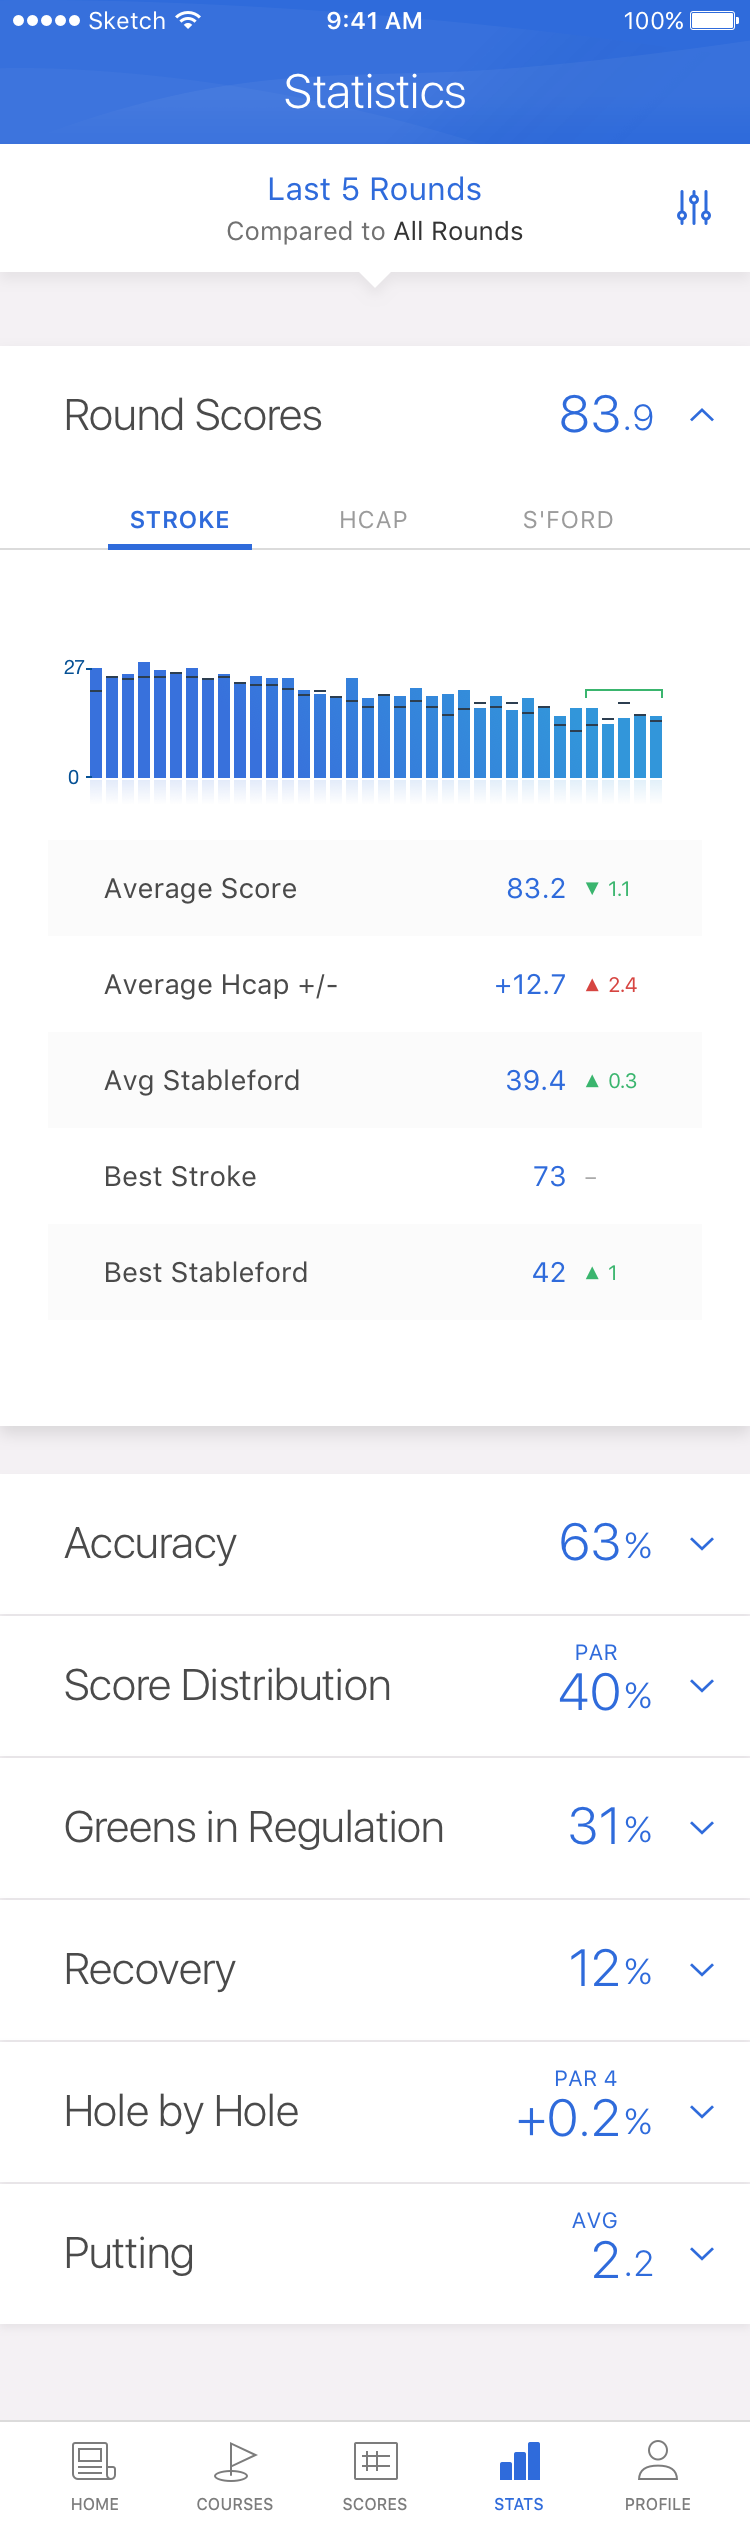 Sketch 9:41 AM 100%
Statistics
Last 5 Rounds
Compared to All Rounds
Round Scores 83.9
STROKE HCAP S'FORD
27
0
Average Score 83.2 ▼ 1.1
Average Hcap +/- +12.7 ▲ 2.4
Avg Stableford 39.4 ▲ 0.3
Best Stroke 73 –
Best Stableford 42 ▲ 1
Accuracy 63%
PAR
Score Distribution 40%
Greens in Regulation 31%
Recovery 12%
PAR 4
Hole by Hole +0.2%
AVG
Putting 2.2
HOME COURSES SCORES STATS PROFILE